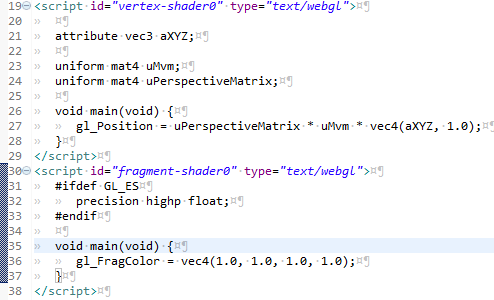 19 <script id="vertex-shader0" type="text/webgl">
20
21 attribute vec3 aXYZ;
22
23 uniform mat4 uMvm;
24 uniform mat4 uPerspectiveMatrix;
25
26 void main(void) {
27 gl_Position = uPerspectiveMatrix * uMvm * vec4(aXYZ, 1.0);
28 }
29 </script>
30 <script id="fragment-shader0" type="text/webgl">
31 #ifdef GL_ES
32 precision highp float;
33 #endif
34
35 void main(void) {
36 gl_FragColor = vec4(1.0, 1.0, 1.0, 1.0);
37 }
38 </script>